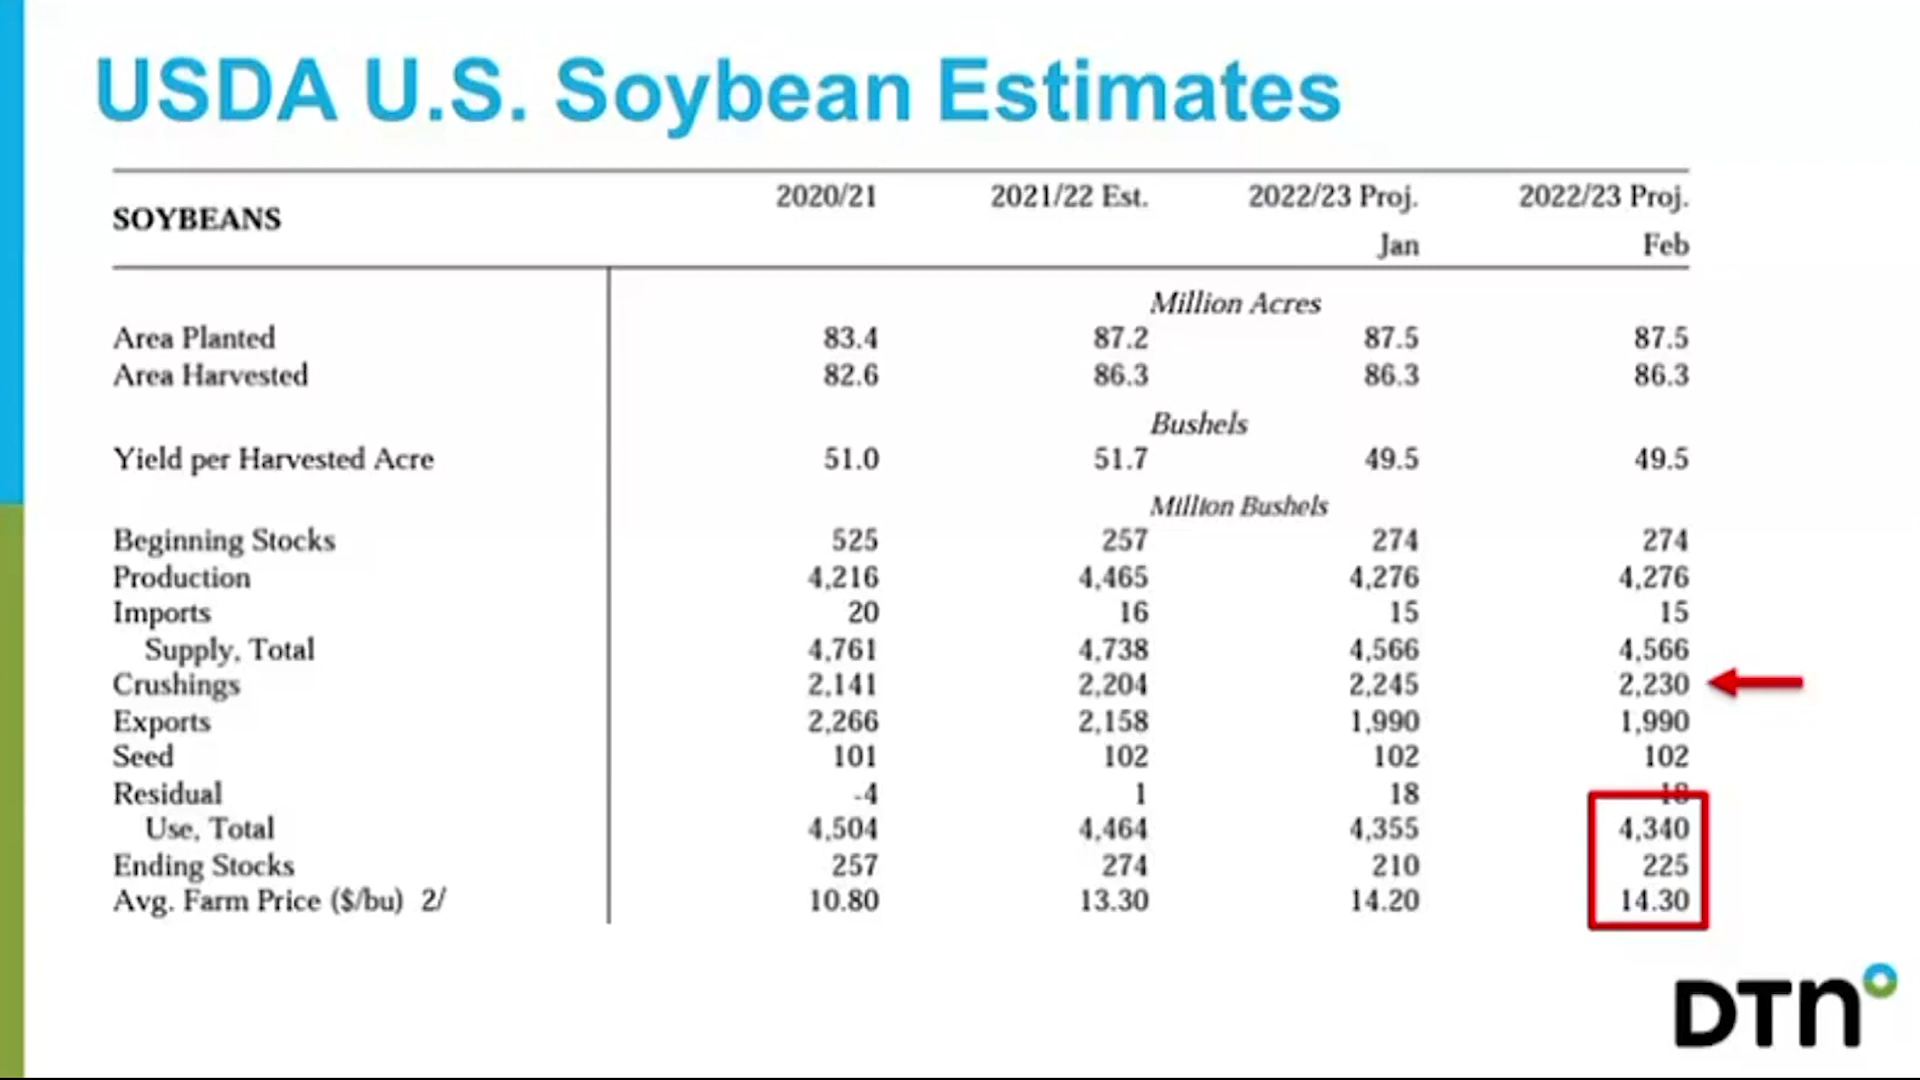 USDA U.S. Soybean Estimates
SOYBEANS 2020/21 2021/22 Est. 2022/23 Proj. 2022/23 Proj.
Jan Feb
Million Acres
Area Planted 83.4 87.2 87.5 87.5
Area Harvested 82.6 86.3 86.3 86.3
Bushels
Yield per Harvested Acre 51.0 51.7 49.5 49.5
Million Bushels
Beginning Stocks 525 257 274 274
Production 4,216 4,465 4,276 4,276
Imports 20 16 15 15
Supply, Total 4,761 4,738 4,566 4,566
Crushings 2,141 2,204 2,245 2,230
Exports 2,266 2,158 1,990 1,990
Seed 101 102 102 102
Residual -4 1 18 18
Use, Total 4,504 4,464 4,355 4,340
Ending Stocks 257 274 210 225
Avg. Farm Price ($/bu) 2/ 10.80 13.30 14.20 14.30
DTN